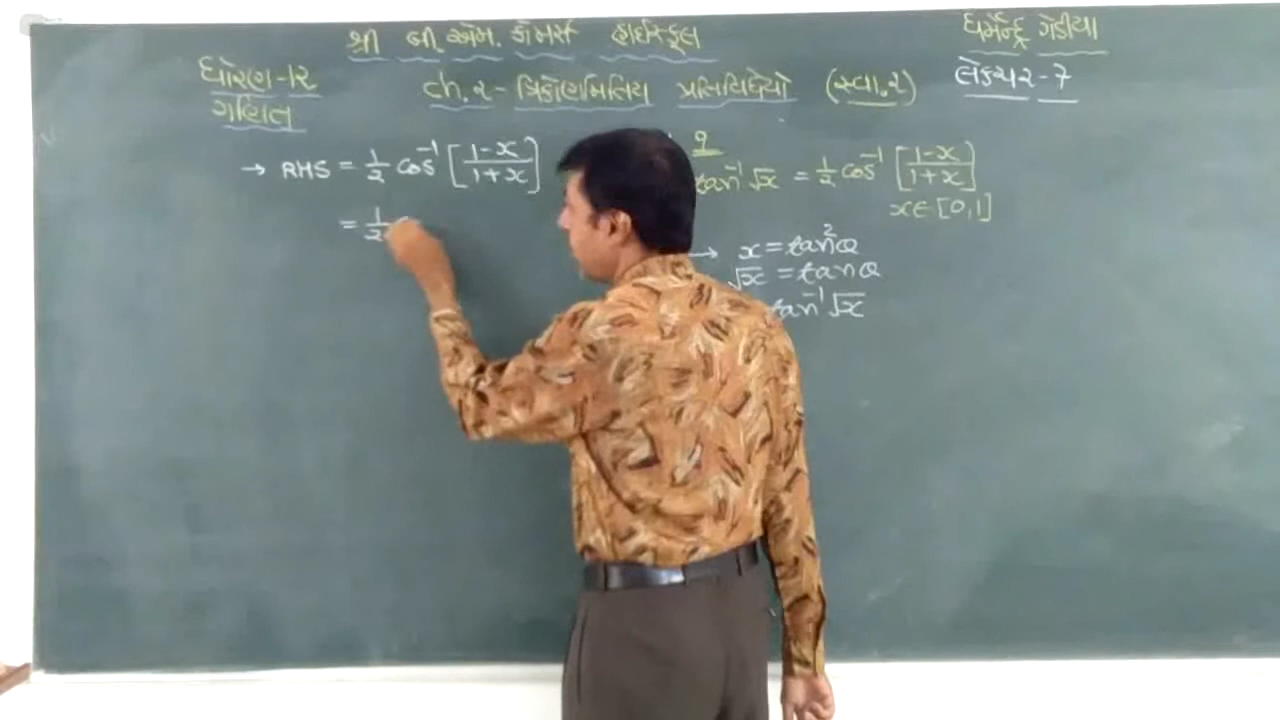 શ્રી બી. એમ. કોમર્સ હાઈસ્કૂલ
ધર્મેન્દ્ર ગેડીયા
ધોરણ-૧૨
ગણિત
ch. ૨ - ત્રિકોણમિતિય પ્રતિવિધેયો (સ્વા.૨)
લેક્ચર-7
→ RHS = 1/2 cos⁻¹ [(1-x)/(1+x)]
= 1/2
9
tan⁻¹ √x = 1/2 cos⁻¹ [(1-x)/(1+x)]
x ∈ [0,1]
→ x = tan²θ
√x = tanθ
tan⁻¹ √x